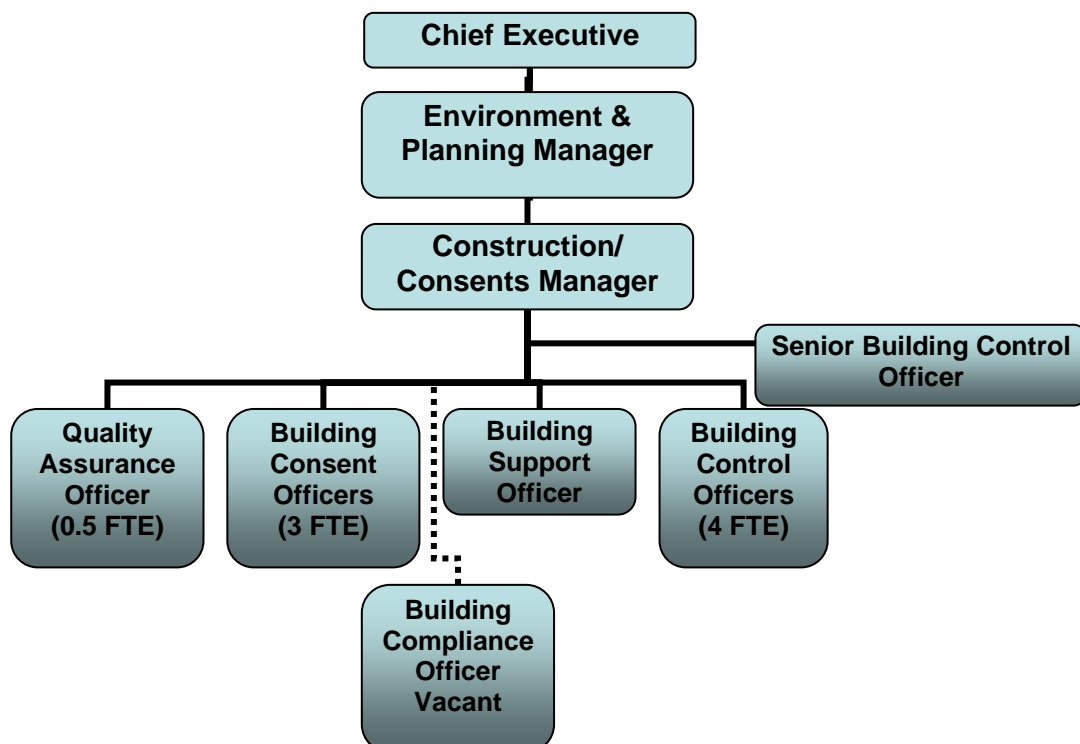 Chief Executive
Environment &
Planning Manager
Construction/
Consents Manager
Senior Building Control
Officer
Quality
Assurance
Officer
(0.5 FTE)
Building
Consent
Officers
(3 FTE)
Building
Support
Officer
Building
Control
Officers
(4 FTE)
Building
Compliance
Officer
Vacant